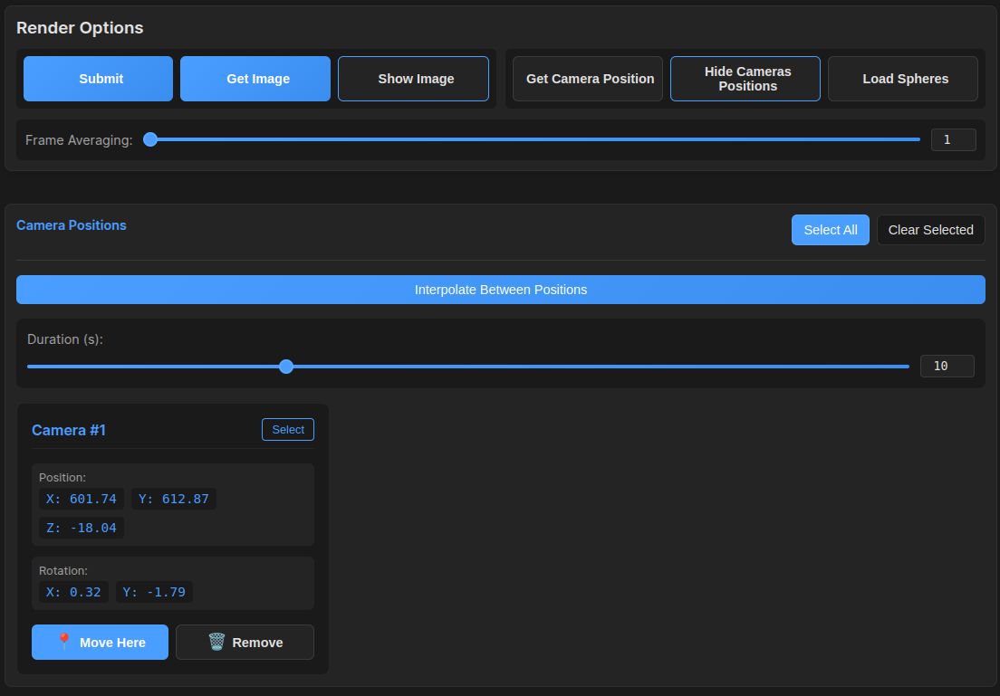 Render Options
Submit
Get Image
Show Image
Get Camera Position
Hide Cameras
Positions
Load Spheres
Frame Averaging:
1
Camera Positions
Select All
Clear Selected
Interpolate Between Positions
Duration (s):
10
Camera #1
Select
Position:
X: 601.74
Y: 612.87
Z: -18.04
Rotation:
X: 0.32
Y: -1.79
Move Here
Remove